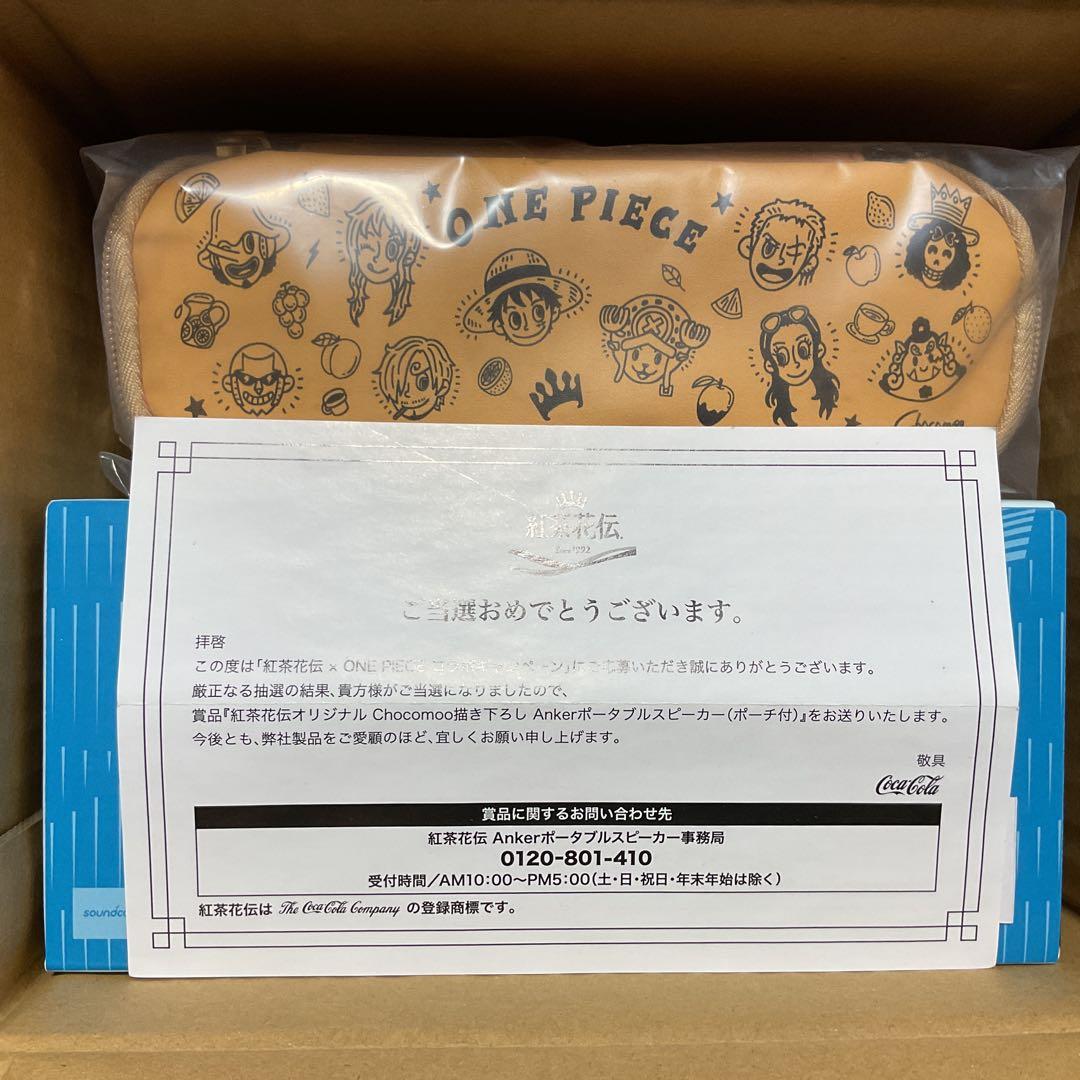 ONE PIECE
Chocomoo
紅茶花伝
Since 1992
ご当選おめでとうございます。
拝啓
この度は「紅茶花伝 × ONE PIECE コラボキャンペーン」にご応募いただき誠にありがとうございます。
厳正なる抽選の結果、貴方様がご当選になりましたので、
賞品『紅茶花伝オリジナル Chocomoo描き下ろし Ankerポータブルスピーカー(ポーチ付)』をお送りいたします。
今後とも、弊社製品をご愛顧のほど、宜しくお願い申し上げます。
敬具
Coca-Cola
賞品に関するお問い合わせ先
紅茶花伝 Ankerポータブルスピーカー事務局
0120-801-410
受付時間/AM10:00～PM5:00(土・日・祝日・年末年始は除く)
紅茶花伝は The Coca-Cola Company の登録商標です。
soundco